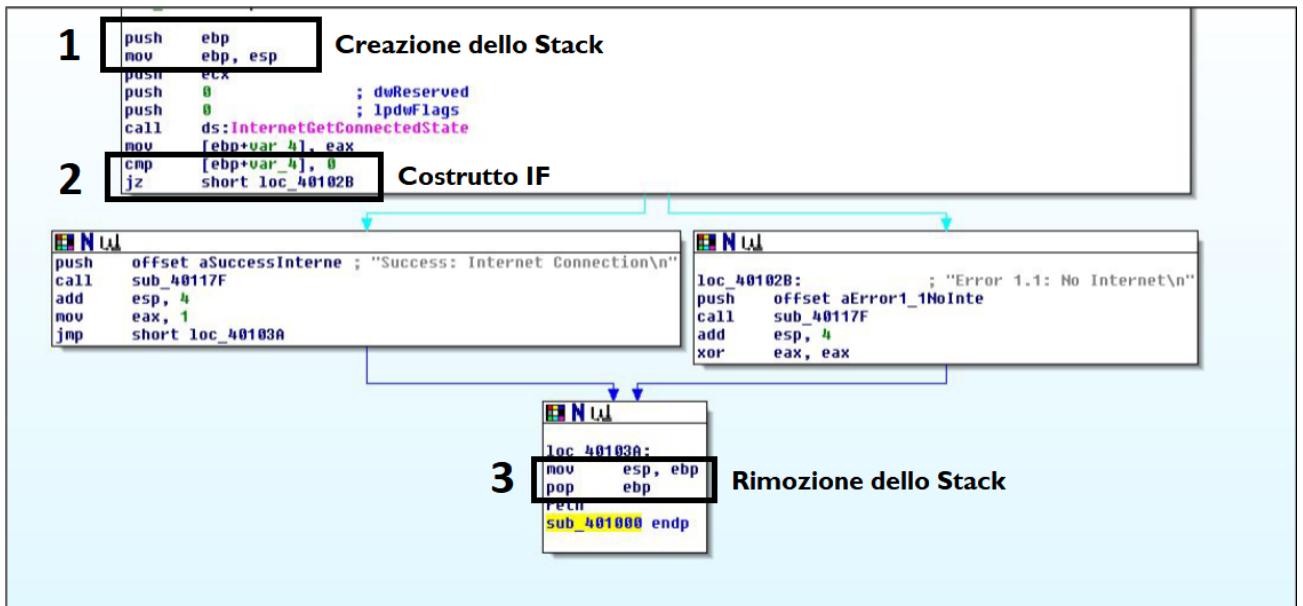 1
push ebp
mov ebp, esp
Creazione dello Stack
push ecx
push 0 ; dwReserved
push 0 ; lpdwFlags
call ds:InternetGetConnectedState
mov [ebp+var_4], eax
2
cmp [ebp+var_4], 0
jz short loc_40102B
Costrutto IF
push offset aSuccessInterne ; "Success: Internet Connection\n"
call sub_40117F
add esp, 4
mov eax, 1
jmp short loc_40103A
loc_40102B: ; "Error 1.1: No Internet\n"
push offset aError1_1NoInte
call sub_40117F
add esp, 4
xor eax, eax
loc_40103A:
3
mov esp, ebp
pop ebp
Rimozione dello Stack
retn
sub_401000 endp